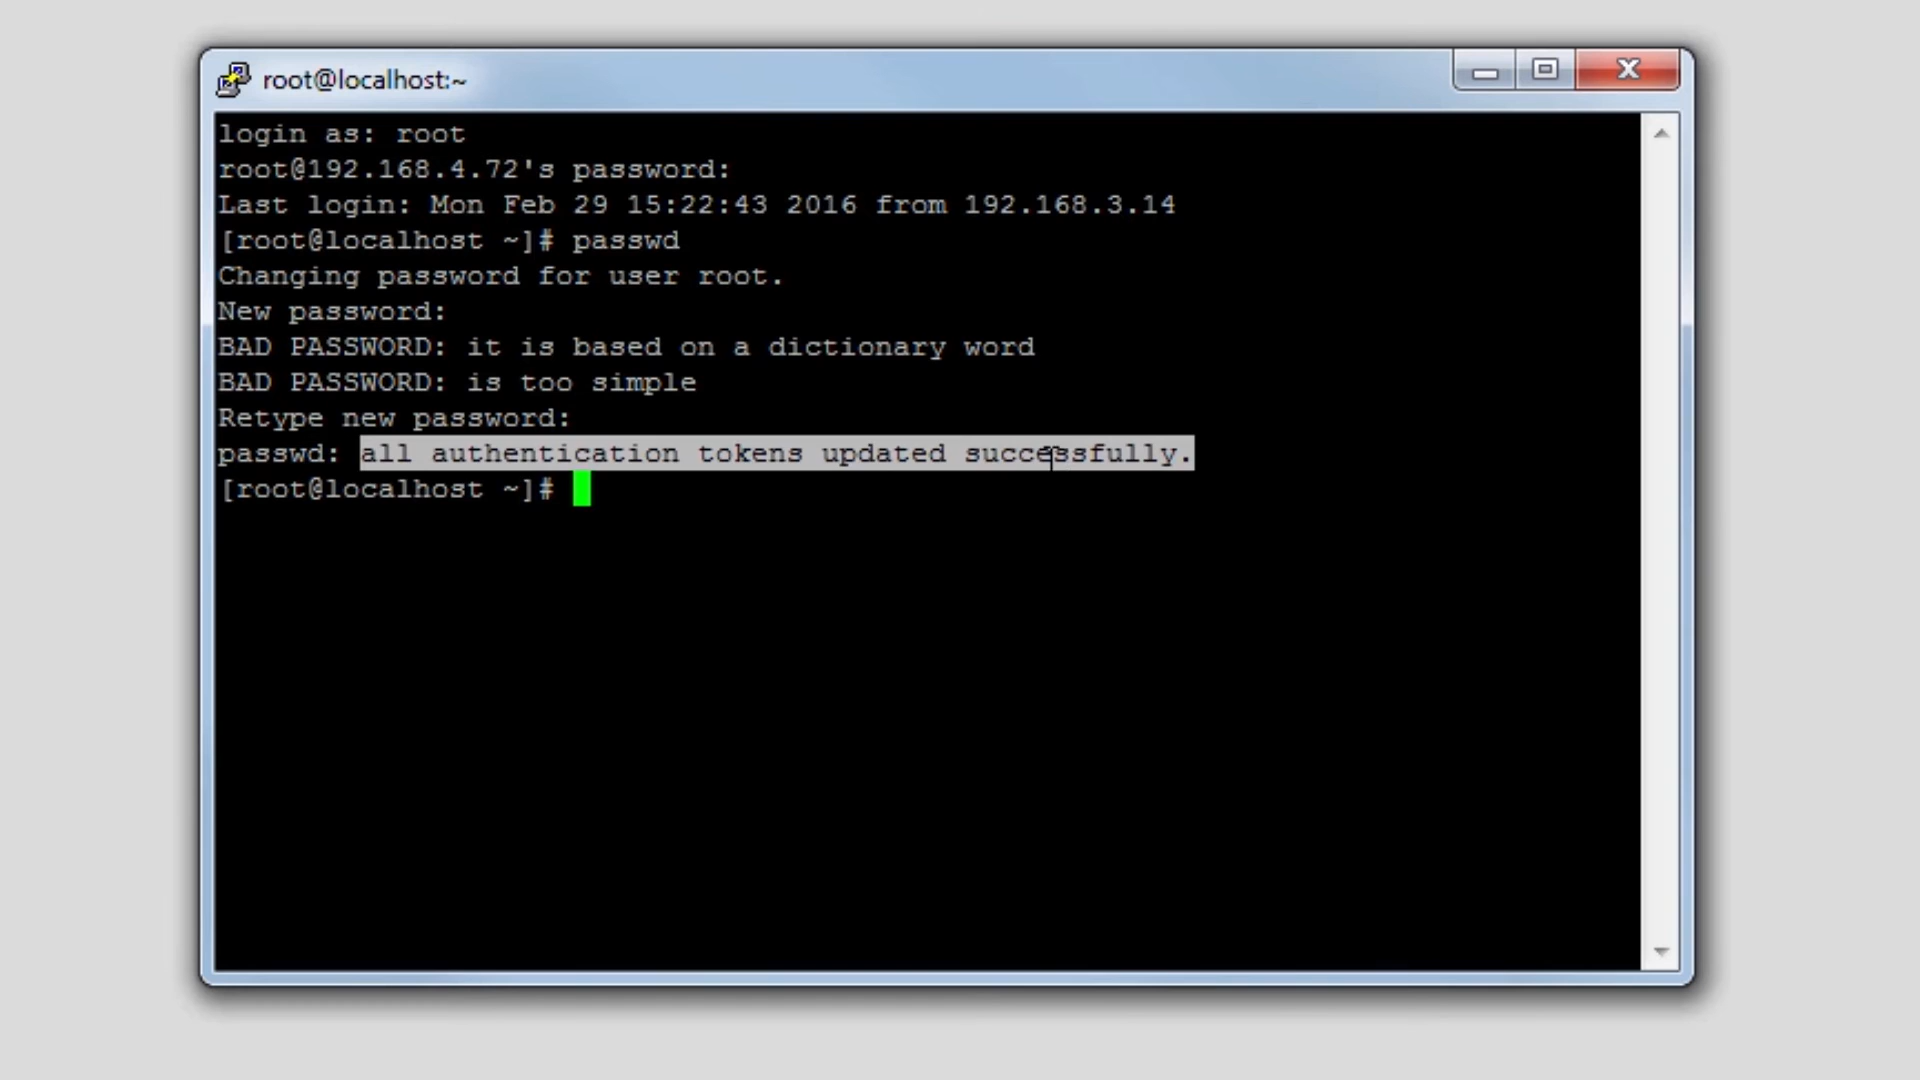 root@localhost:~
login as: root
root@192.168.4.72's password:
Last login: Mon Feb 29 15:22:43 2016 from 192.168.3.14
[root@localhost ~]# passwd
Changing password for user root.
New password:
BAD PASSWORD: it is based on a dictionary word
BAD PASSWORD: is too simple
Retype new password:
passwd: all authentication tokens updated successfully.
[root@localhost ~]#